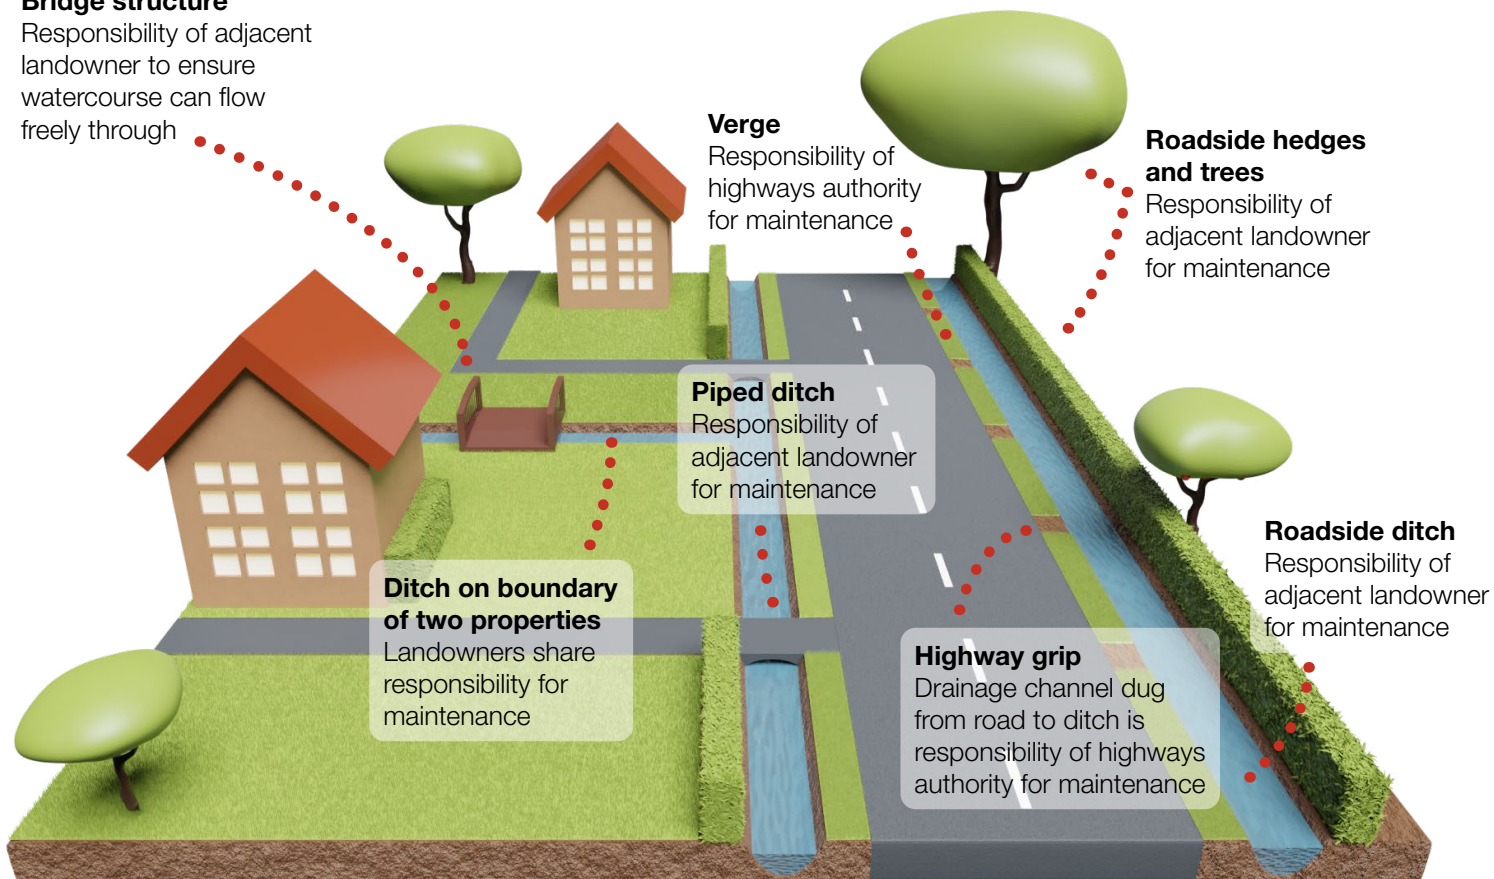 Bridge structure
Responsibility of adjacent
landowner to ensure
watercourse can flow
freely through
Verge
Responsibility of
highways authority
for maintenance
Roadside hedges
and trees
Responsibility of
adjacent landowner
for maintenance
Piped ditch
Responsibility of
adjacent landowner
for maintenance
Ditch on boundary
of two properties
Landowners share
responsibility for
maintenance
Highway grip
Drainage channel dug
from road to ditch is
responsibility of highways
authority for maintenance
Roadside ditch
Responsibility of
adjacent landowner
for maintenance